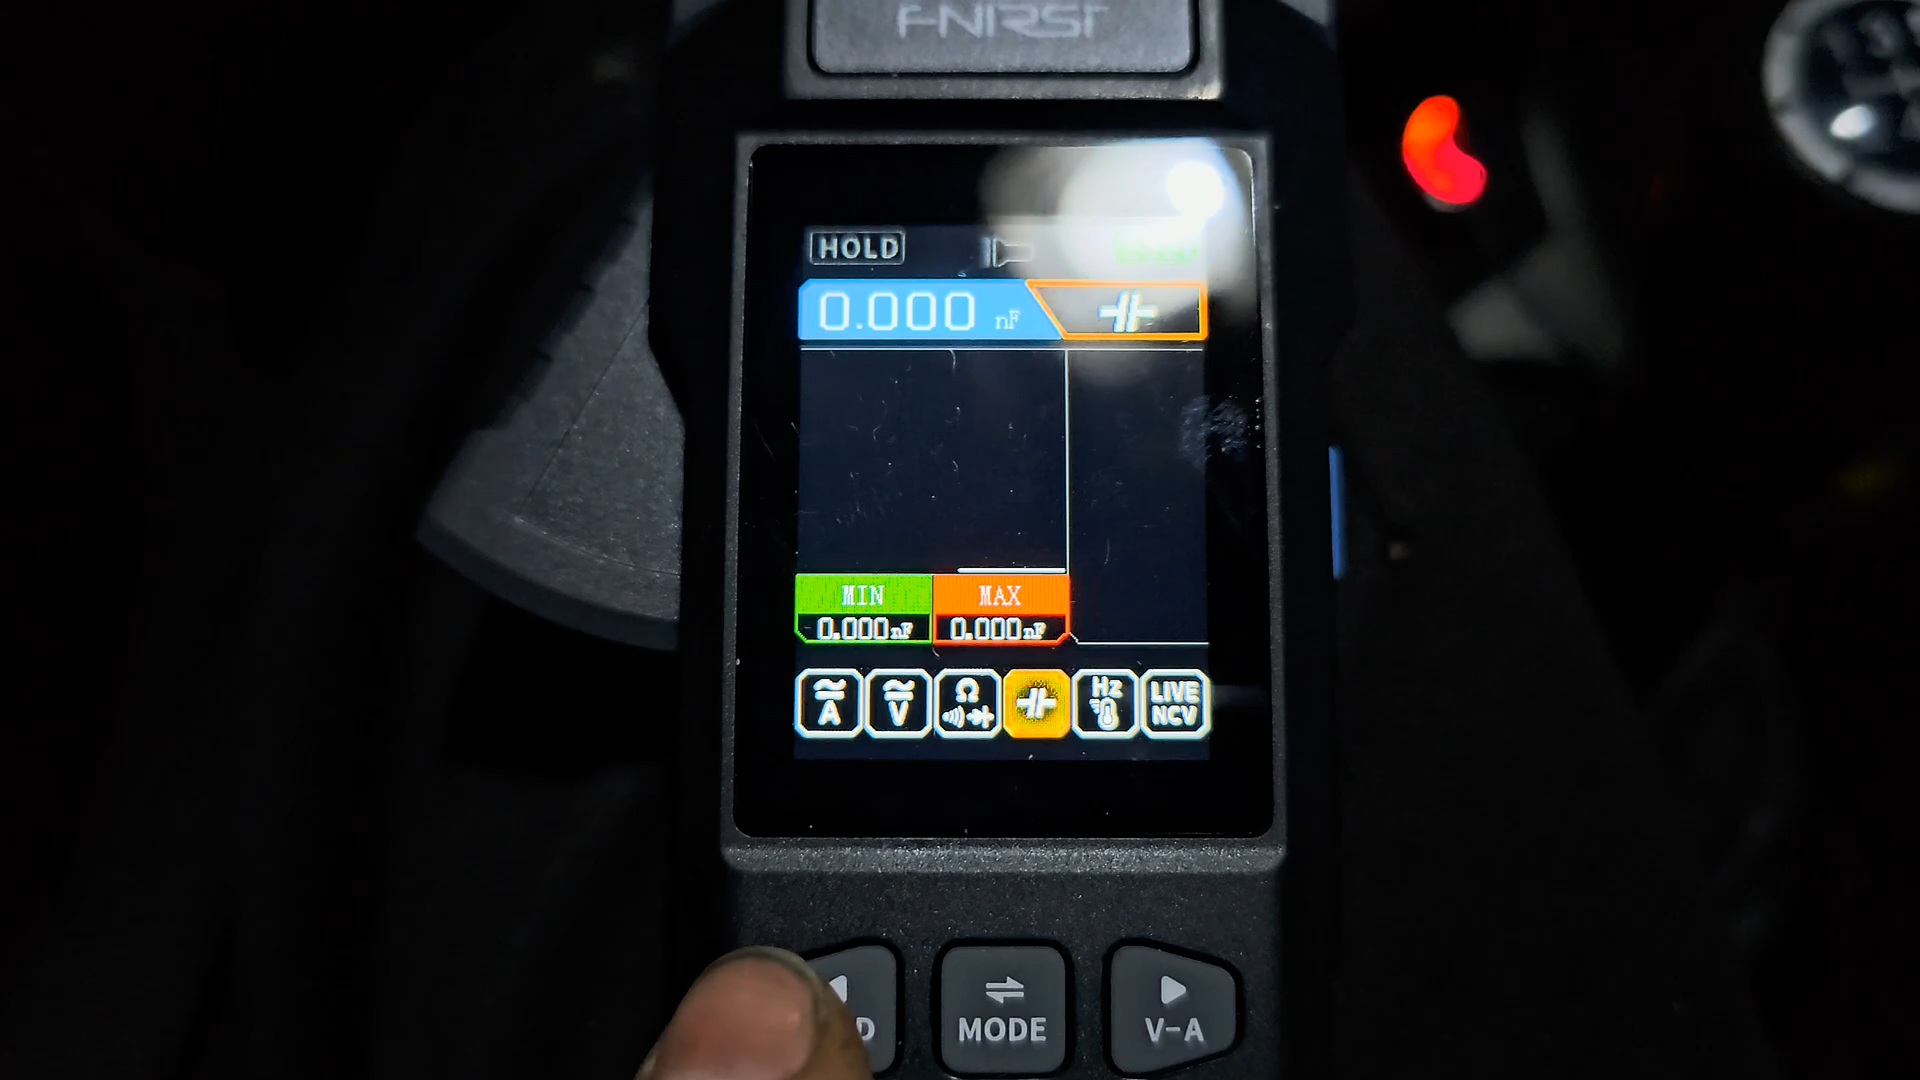 FNIRSI
HOLD
0.000 nF
MIN
MAX
0.000nF
0.000nF
A
V
Ω
Hz
LIVE
NCV
MODE
V-A